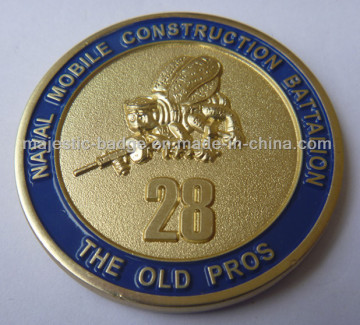 NAVAL MOBILE CONSTRUCTION BATTALION
majestic-badge.en.made-in-china.com
28
THE OLD PROS